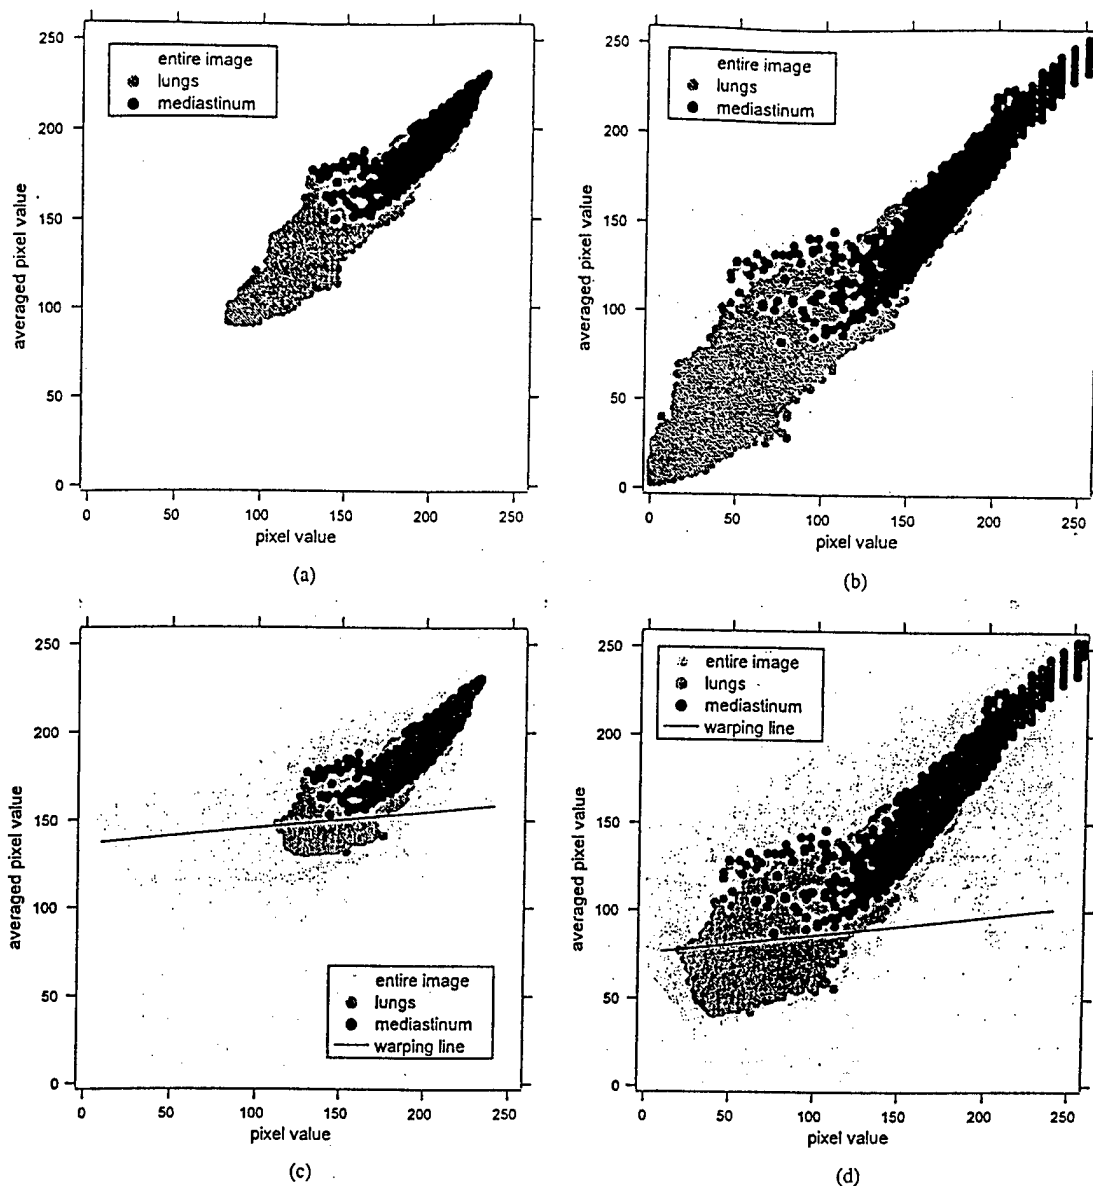 entire image
lungs
mediastinum
averaged pixel value
250
200
150
100
50
0
0 50 100 150 200 250
pixel value
(a)
entire image
lungs
mediastinum
averaged pixel value
250
200
150
100
50
0
0 50 100 150 200 250
pixel value
(b)
entire image
lungs
mediastinum
warping line
averaged pixel value
250
200
150
100
50
0
0 50 100 150 200 250
pixel value
(c)
entire image
lungs
mediastinum
warping line
averaged pixel value
250
200
150
100
50
0
0 50 100 150 200 250
pixel value
(d)